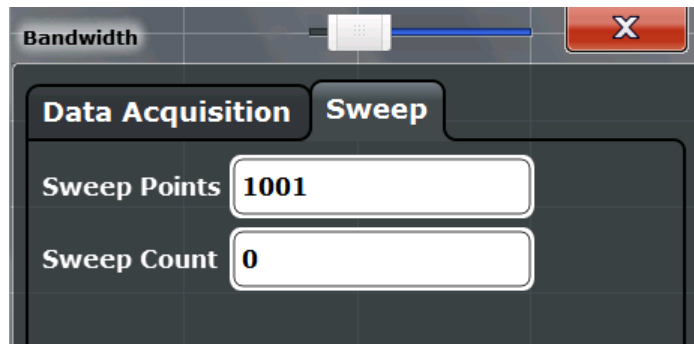 Bandwidth
X
Data Acquisition Sweep
Sweep Points 1001
Sweep Count 0